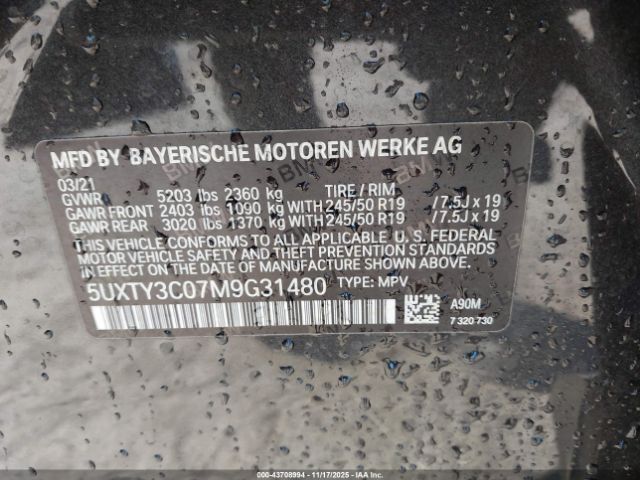 MFD BY BAYERISCHE MOTOREN WERKE AG
03/21
GVWR 5203 lbs 2360 kg TIRE / RIM
GAWR FRONT 2403 lbs 1090 kg WITH 245/50 R19 / 7.5J x 19
GAWR REAR 3020 lbs 1370 kg WITH 245/50 R19 / 7.5J x 19
THIS VEHICLE CONFORMS TO ALL APPLICABLE U. S. FEDERAL
MOTOR VEHICLE SAFETY AND THEFT PREVENTION STANDARDS
IN EFFECT ON THE DATE OF MANUFACTURE SHOWN ABOVE.
5UXTY3C07M9G31480 TYPE: MPV
A90M
7 320 730
000-43708994 - 11/17/2025 - IAAI.COM